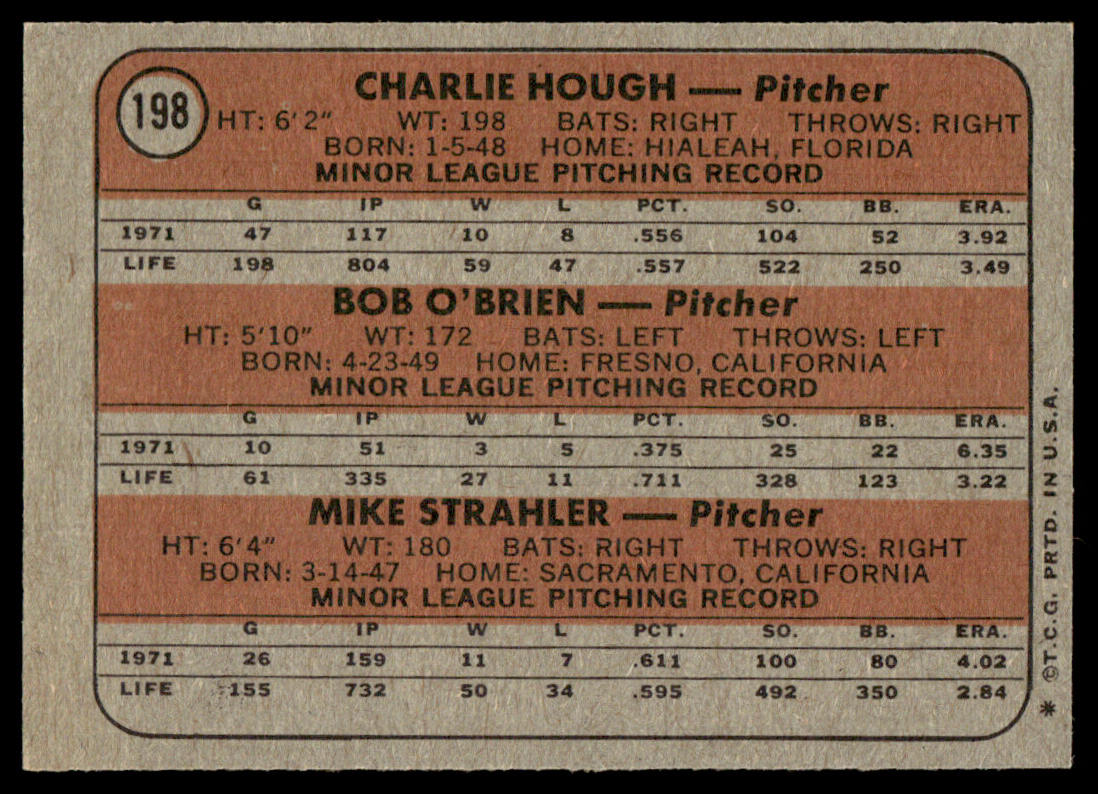 198
CHARLIE HOUGH — Pitcher
HT: 6'2" WT: 198 BATS: RIGHT THROWS: RIGHT
BORN: 1-5-48 HOME: HIALEAH, FLORIDA
MINOR LEAGUE PITCHING RECORD
G IP W L PCT. SO. BB. ERA.
1971 47 117 10 8 .556 104 52 3.92
LIFE 198 804 59 47 .557 522 250 3.49
BOB O'BRIEN — Pitcher
HT: 5'10" WT: 172 BATS: LEFT THROWS: LEFT
BORN: 4-23-49 HOME: FRESNO, CALIFORNIA
MINOR LEAGUE PITCHING RECORD
G IP W L PCT. SO. BB. ERA.
1971 10 51 3 5 .375 25 22 6.35
LIFE 61 335 27 11 .711 328 123 3.22
MIKE STRAHLER — Pitcher
HT: 6'4" WT: 180 BATS: RIGHT THROWS: RIGHT
BORN: 3-14-47 HOME: SACRAMENTO, CALIFORNIA
MINOR LEAGUE PITCHING RECORD
G IP W L PCT. SO. BB. ERA.
1971 26 159 11 7 .611 100 80 4.02
LIFE 155 732 50 34 .595 492 350 2.84
* ©T.C.G. PRTD. IN U.S.A.